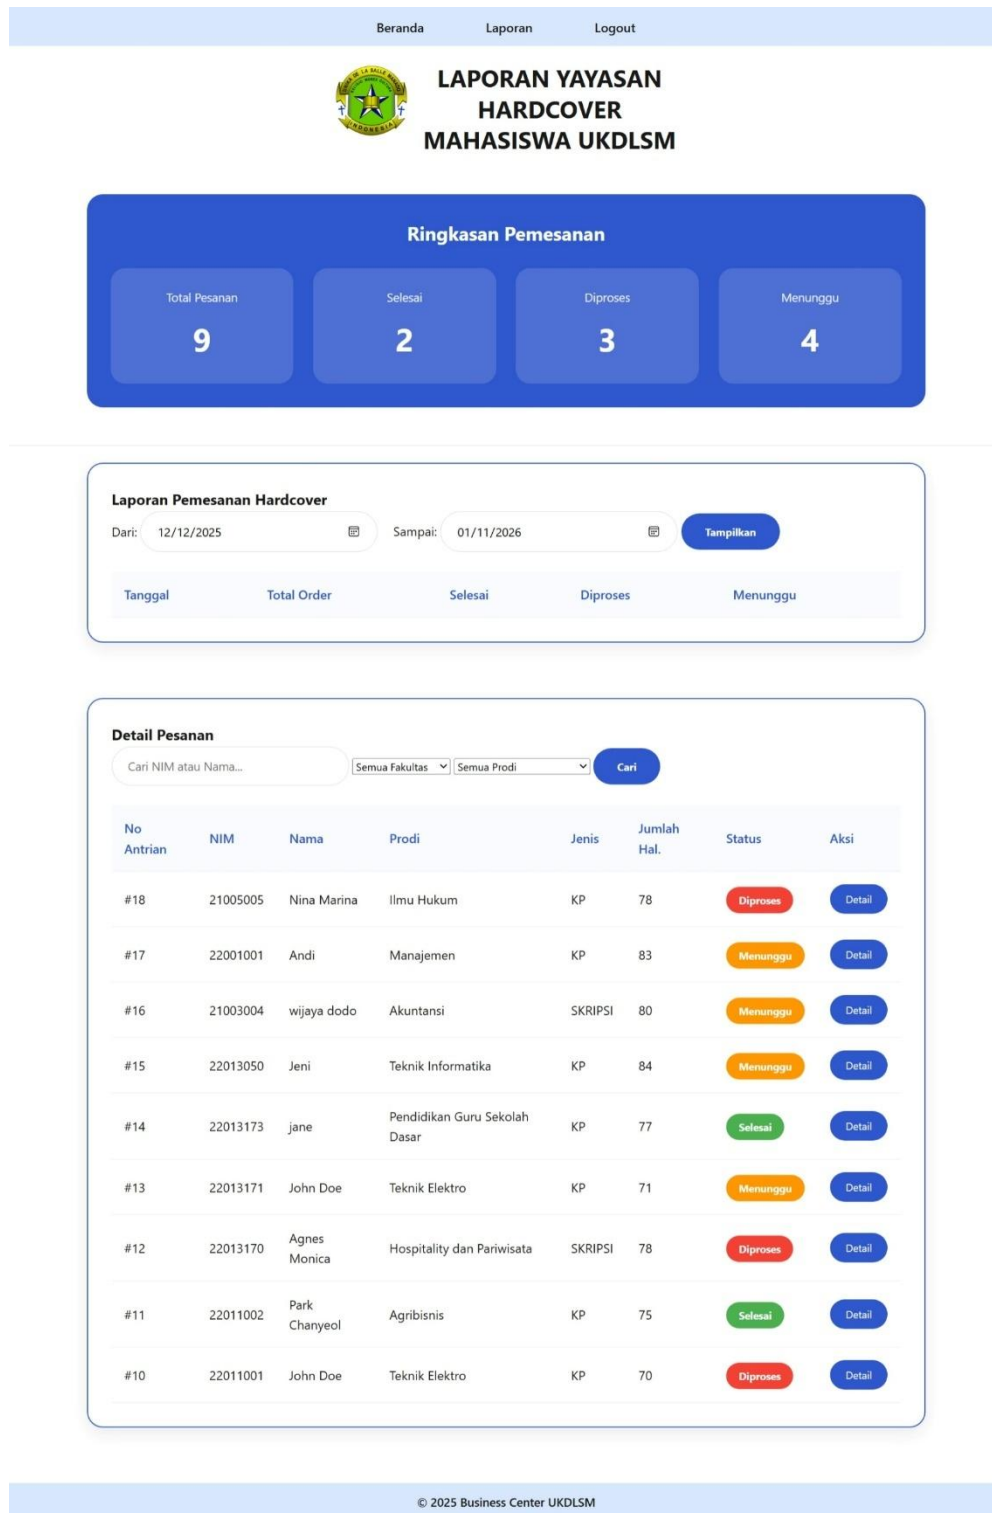 Beranda Laporan Logout
LAPORAN YAYASAN
HARDCOVER
MAHASISWA UKDLSM
INDONESIA
Ringkasan Pemesanan
Total Pesanan Selesai Diproses Menunggu
9 2 3 4
Laporan Pemesanan Hardcover
Dari: 12/12/2025 Sampai: 01/11/2026 Tampilkan
Tanggal Total Order Selesai Diproses Menunggu
Detail Pesanan
Cari NIM atau Nama... Semua Fakultas Semua Prodi Cari
No Antrian NIM Nama Prodi Jenis Jumlah Hal. Status Aksi
#18 21005005 Nina Marina Ilmu Hukum KP 78 Diproses Detail
#17 22001001 Andi Manajemen KP 83 Menunggu Detail
#16 21003004 wijaya dodo Akuntansi SKRIPSI 80 Menunggu Detail
#15 22013050 Jeni Teknik Informatika KP 84 Menunggu Detail
#14 22013173 jane Pendidikan Guru Sekolah Dasar KP 77 Selesai Detail
#13 22013171 John Doe Teknik Elektro KP 71 Menunggu Detail
#12 22013170 Agnes Monica Hospitality dan Pariwisata SKRIPSI 78 Diproses Detail
#11 22011002 Park Chanyeol Agribisnis KP 75 Selesai Detail
#10 22011001 John Doe Teknik Elektro KP 70 Diproses Detail
© 2025 Business Center UKDLSM